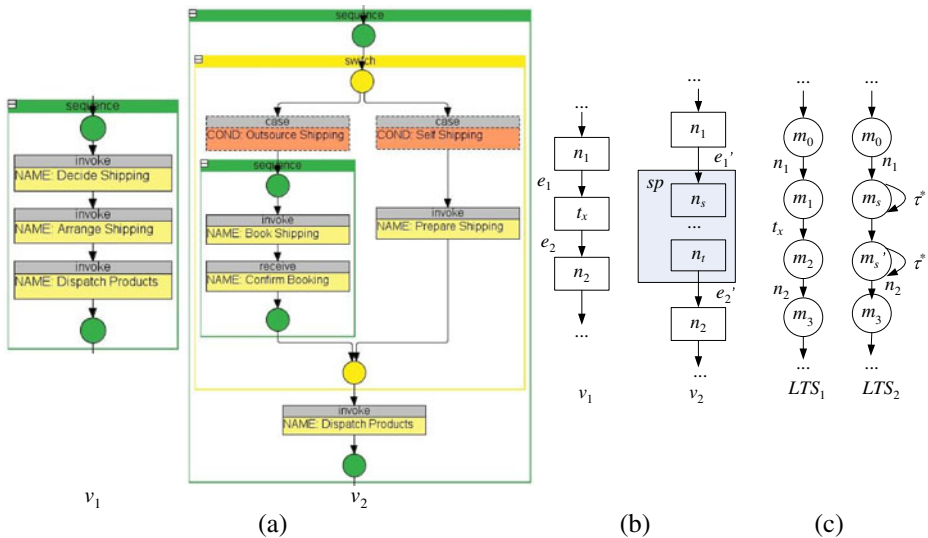 sequence
invoke
NAME: Decide Shipping
invoke
NAME: Arrange Shipping
invoke
NAME: Dispatch Products
v1
sequence
switch
case
COND: Outsource Shipping
case
COND: Self Shipping
sequence
invoke
NAME: Book Shipping
receive
NAME: Confirm Booking
invoke
NAME: Prepare Shipping
invoke
NAME: Dispatch Products
v2
(a)
...
n1
e1
tx
e2
n2
...
v1
...
n1
e1'
sp
ns
...
nt
e2'
n2
...
v2
(b)
...
m0
n1
m1
tx
m2
n2
m3
...
LTS1
...
m0
n1
ms
τ*
ms'
τ*
n2
m3
...
LTS2
(c)